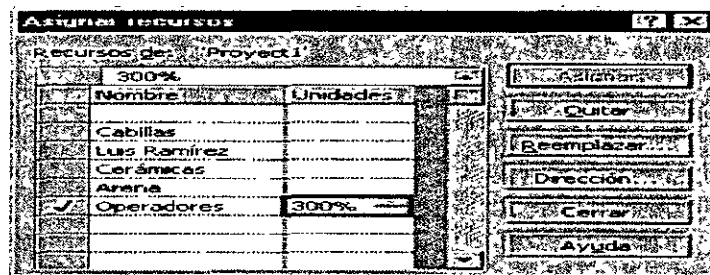 Asignar recursos
Recursos de: 'Proyect1'
300%
Nombre Unidades
Cabillas
Luis Ramírez
Cerámicas
Arena
Operadores 300%
Asignar
Quitar
Reemplazar...
Dirección...
Cerrar
Ayuda